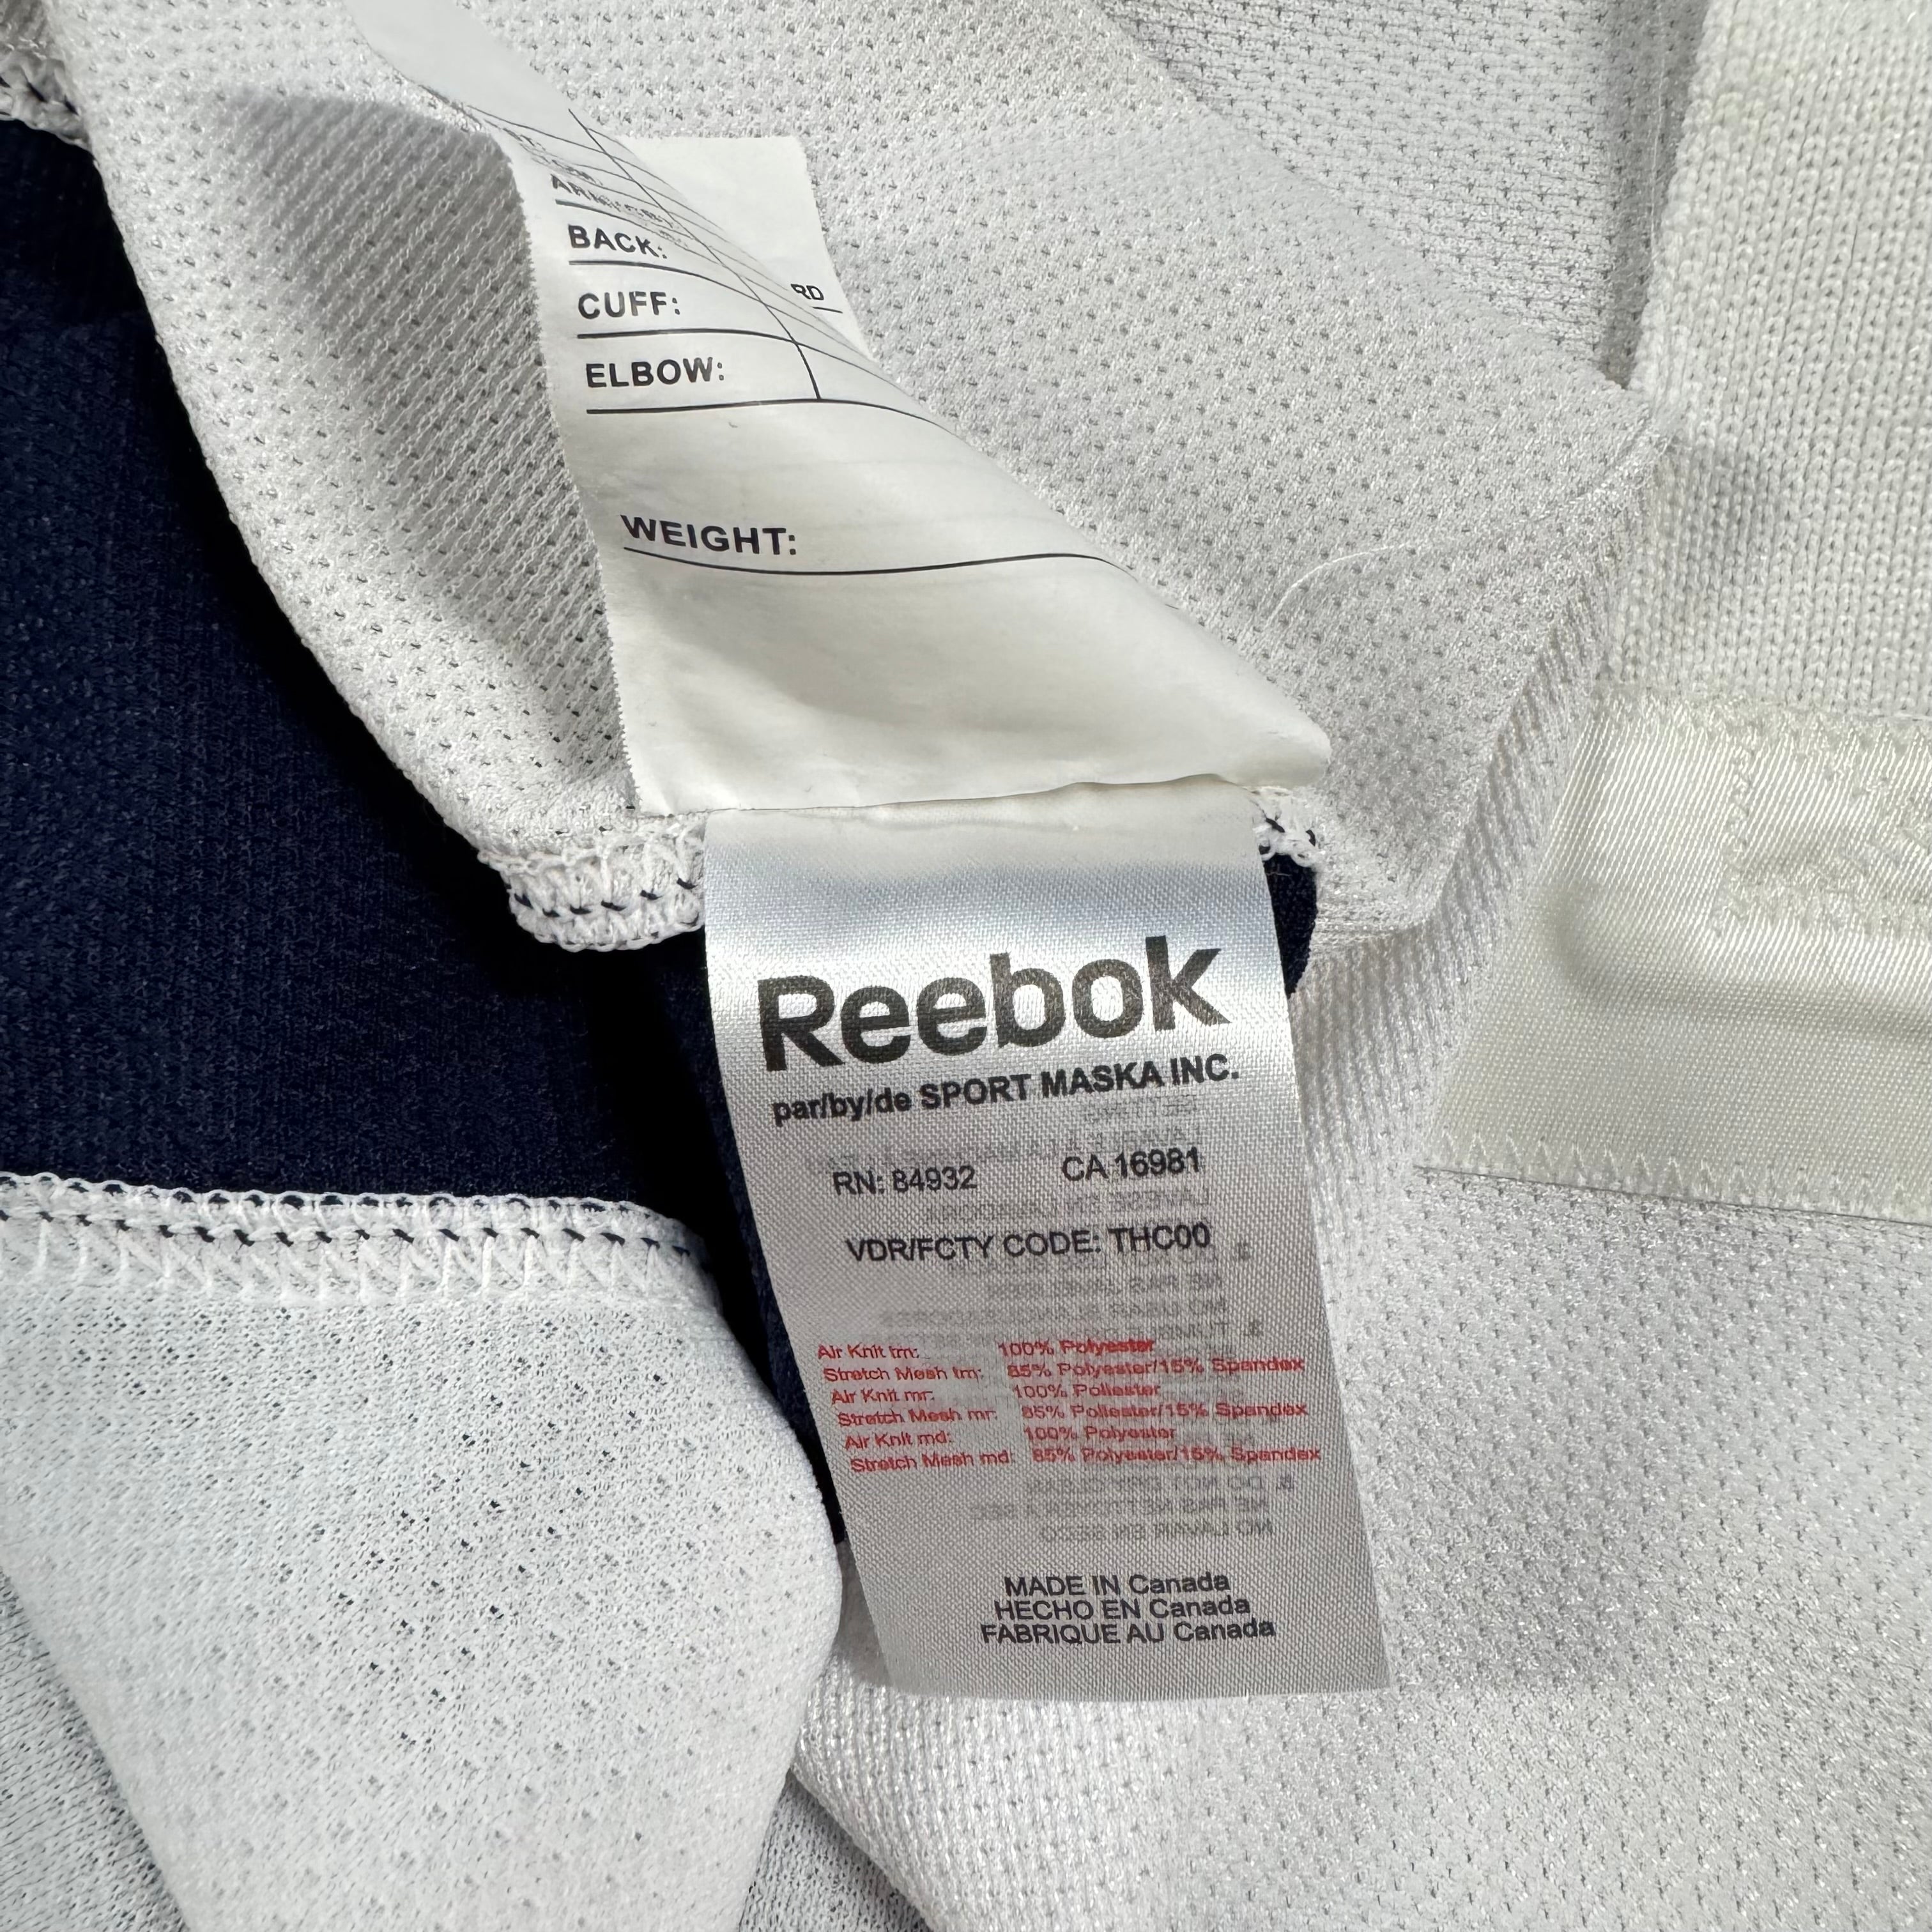 BACK:
RD
CUFF:
ELBOW:
WEIGHT:
Reebok
par/by/de SPORT MASKA INC.
RN: 84932 CA 16981
VDR/FCTY CODE: THC00
Air Knit tm: 100% Polyester
Stretch Mesh tm: 85% Polyester/15% Spandex
Air Knit mr: 100% Poliester
Stretch Mesh mr: 85% Poliester/15% Spandex
Air Knit md: 100% Polyester
Stretch Mesh md: 85% Polyester/15% Spandex
MADE IN Canada
HECHO EN Canada
FABRIQUE AU Canada